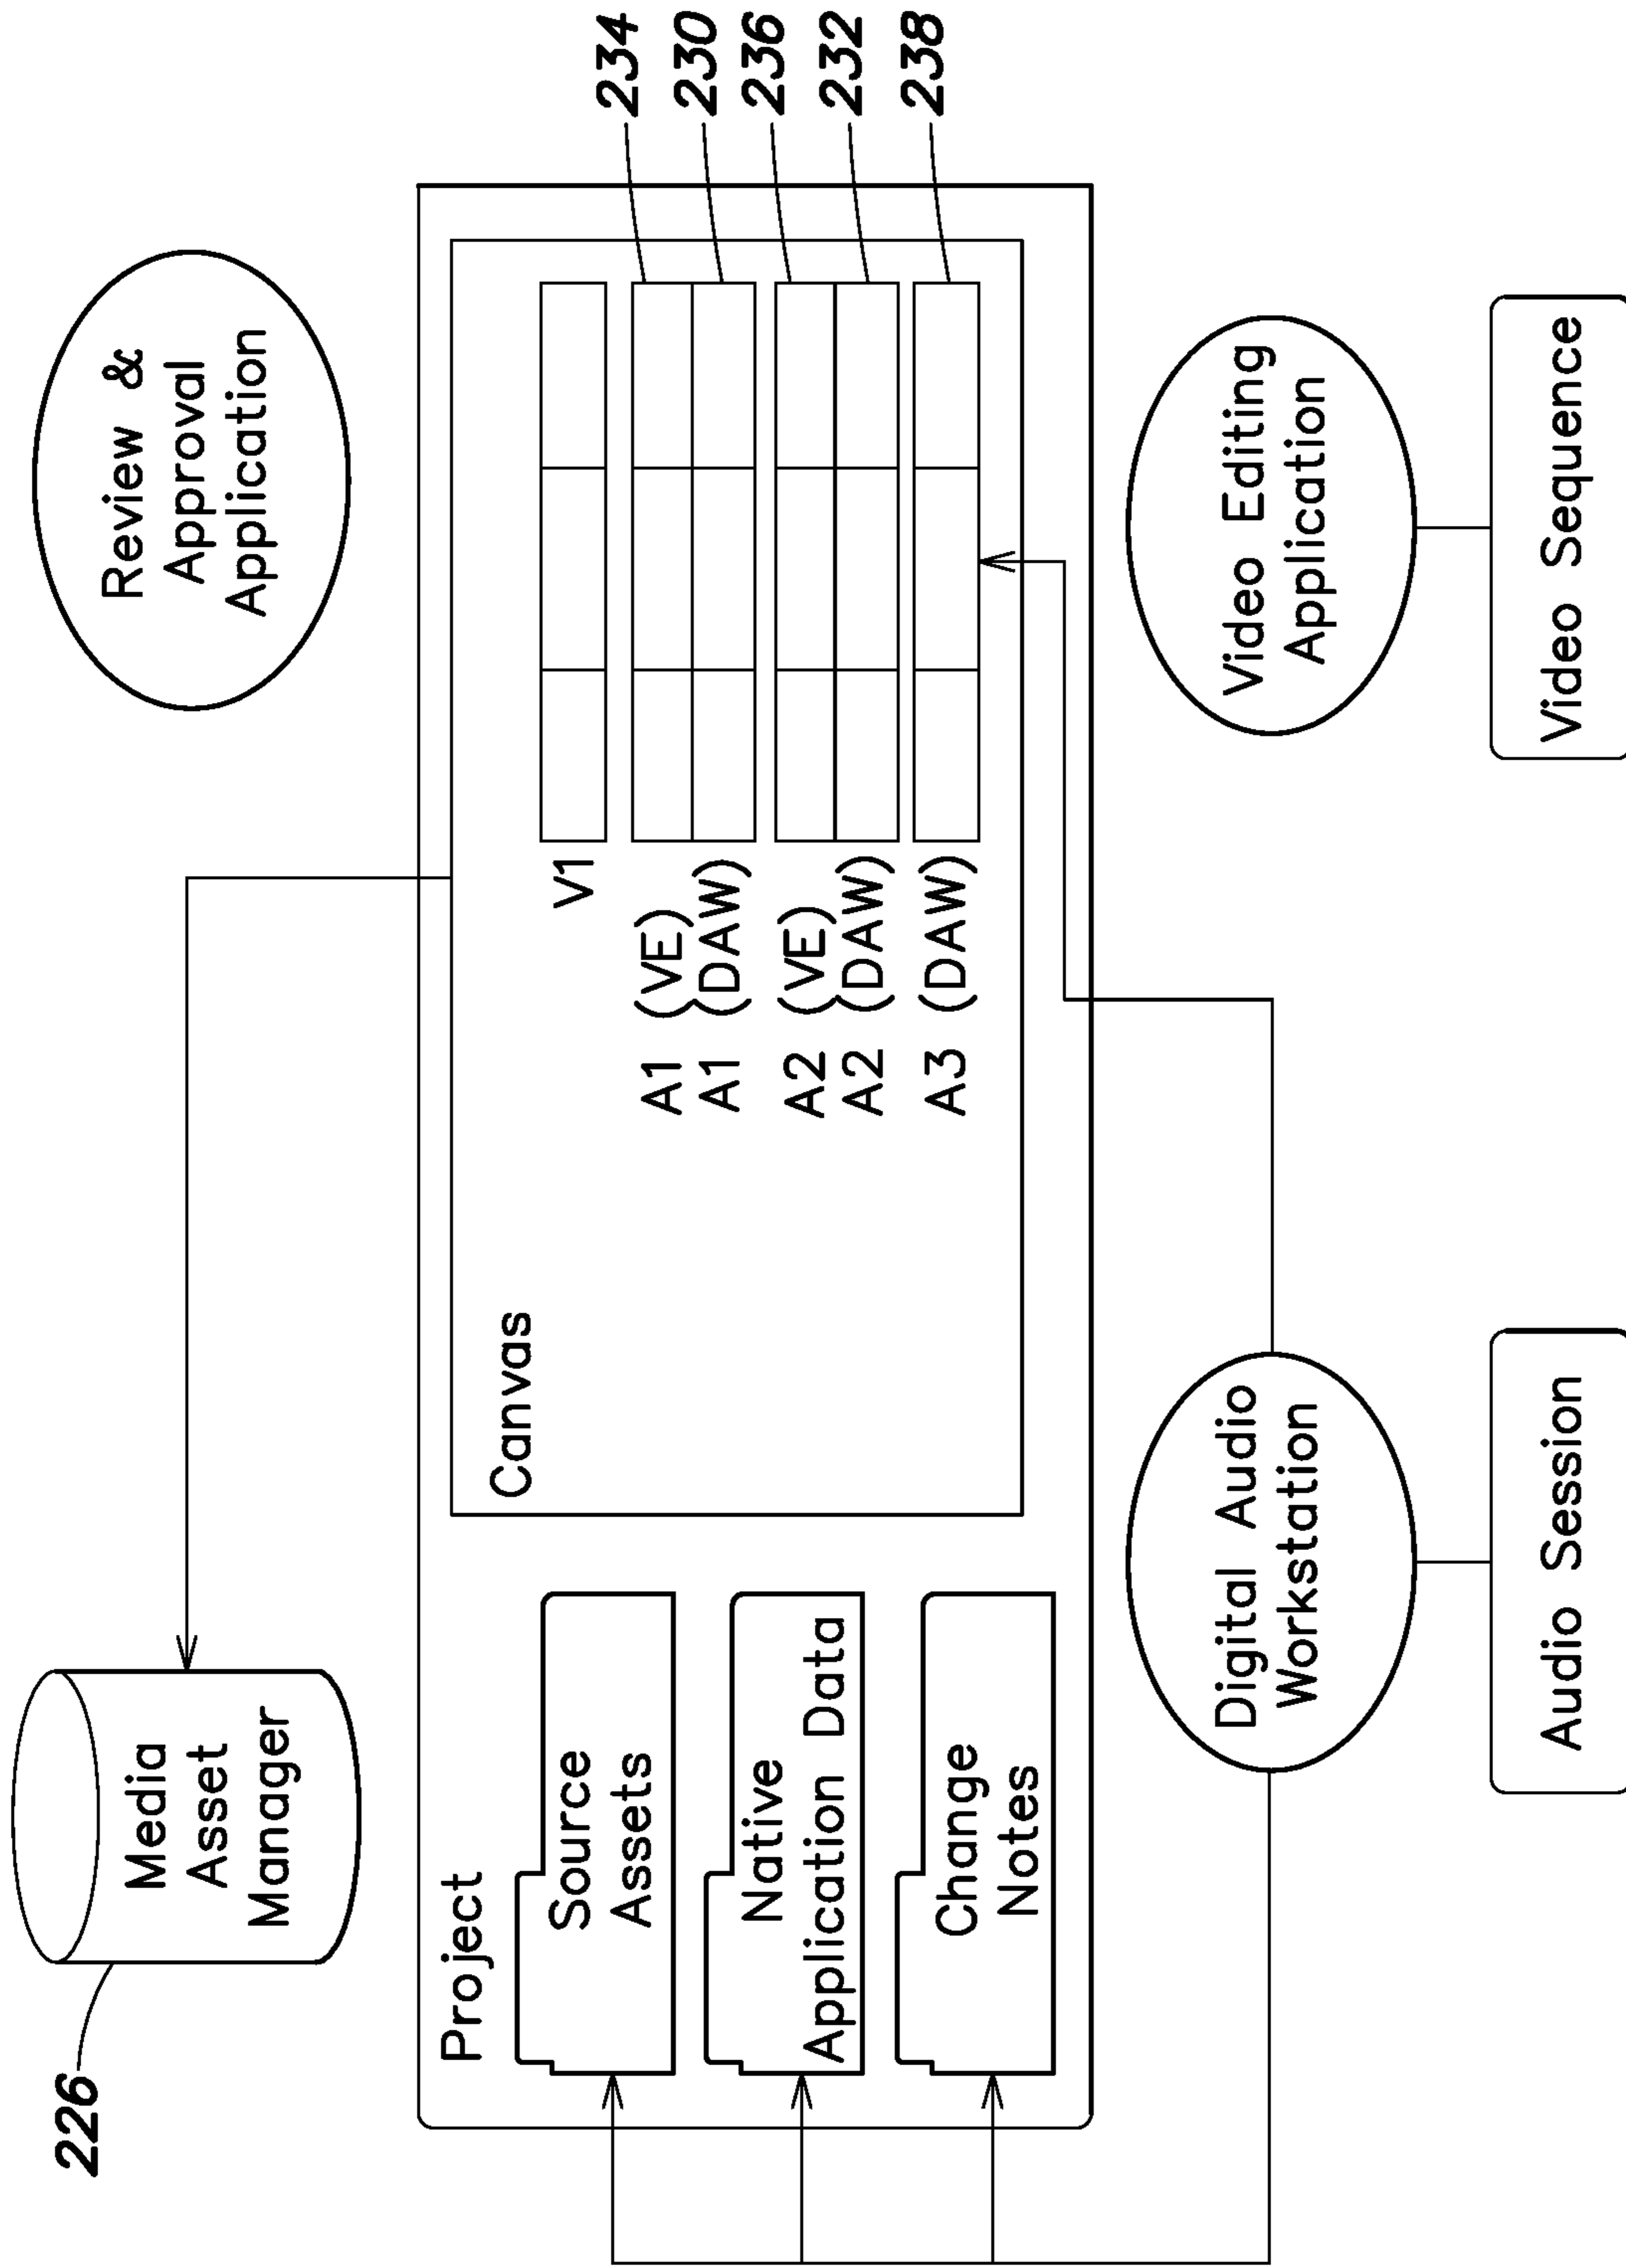 226
Media
Asset
Manager
Review &
Approval
Application
Project
Source
Assets
Native
Application Data
Change
Notes
Canvas
V1
A1 (VE)
A1 (DAW)
A2 (VE)
A2 (DAW)
A3 (DAW)
234
230
236
232
238
Digital Audio
Workstation
Video Editing
Application
Audio Session
Video Sequence